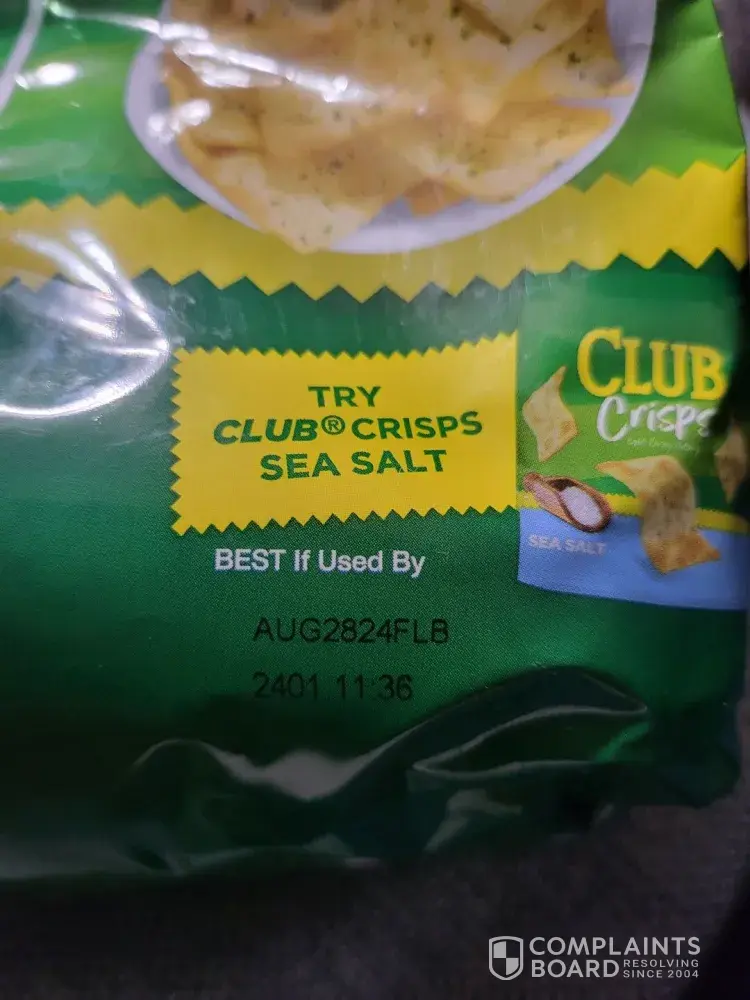 TRY
CLUB® CRISPS
SEA SALT
CLUB
Crisps
SEA SALT
BEST If Used By
AUG2824FLB
2401 11:36
COMPLAINTS
BOARD RESOLVING
SINCE 2004